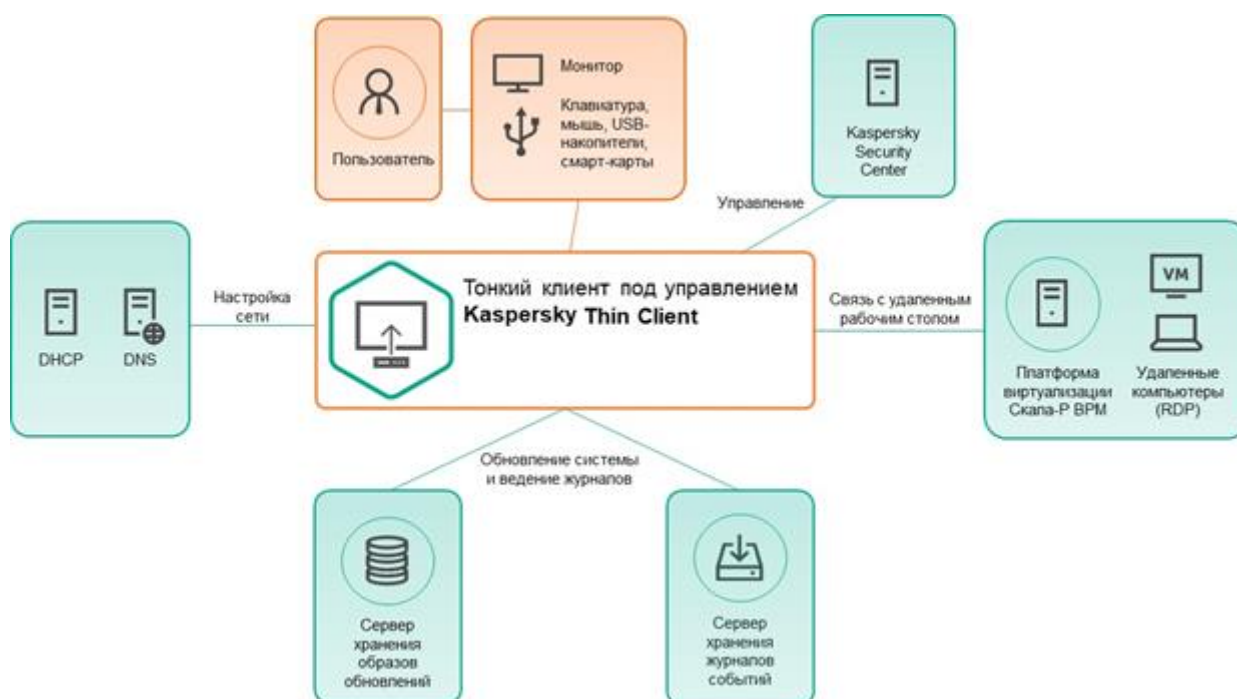 Пользователь
Монитор
Клавиатура,
мышь, USB-
накопители,
смарт-карты
Kaspersky
Security
Center
Управление
DHCP
DNS
Настройка
сети
Тонкий клиент под управлением
Kaspersky Thin Client
Связь с удаленным
рабочим столом
VM
Платформа
виртуализации
Скала-Р ВРМ
Удаленные
компьютеры
(RDP)
Обновление системы
и ведение журналов
Сервер
хранения
образов
обновлений
Сервер
хранения
журналов
событий